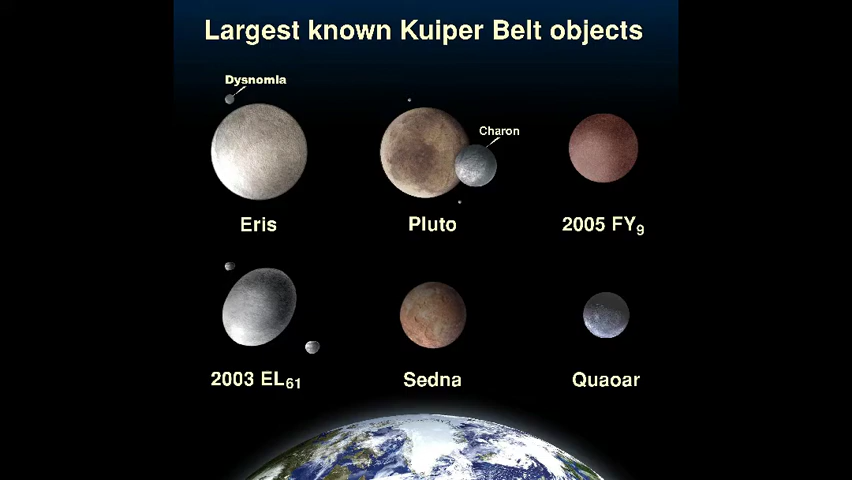 Largest known Kuiper Belt objects
Dysnomia
Charon
Eris
Pluto
2005 FY9
2003 EL61
Sedna
Quaoar